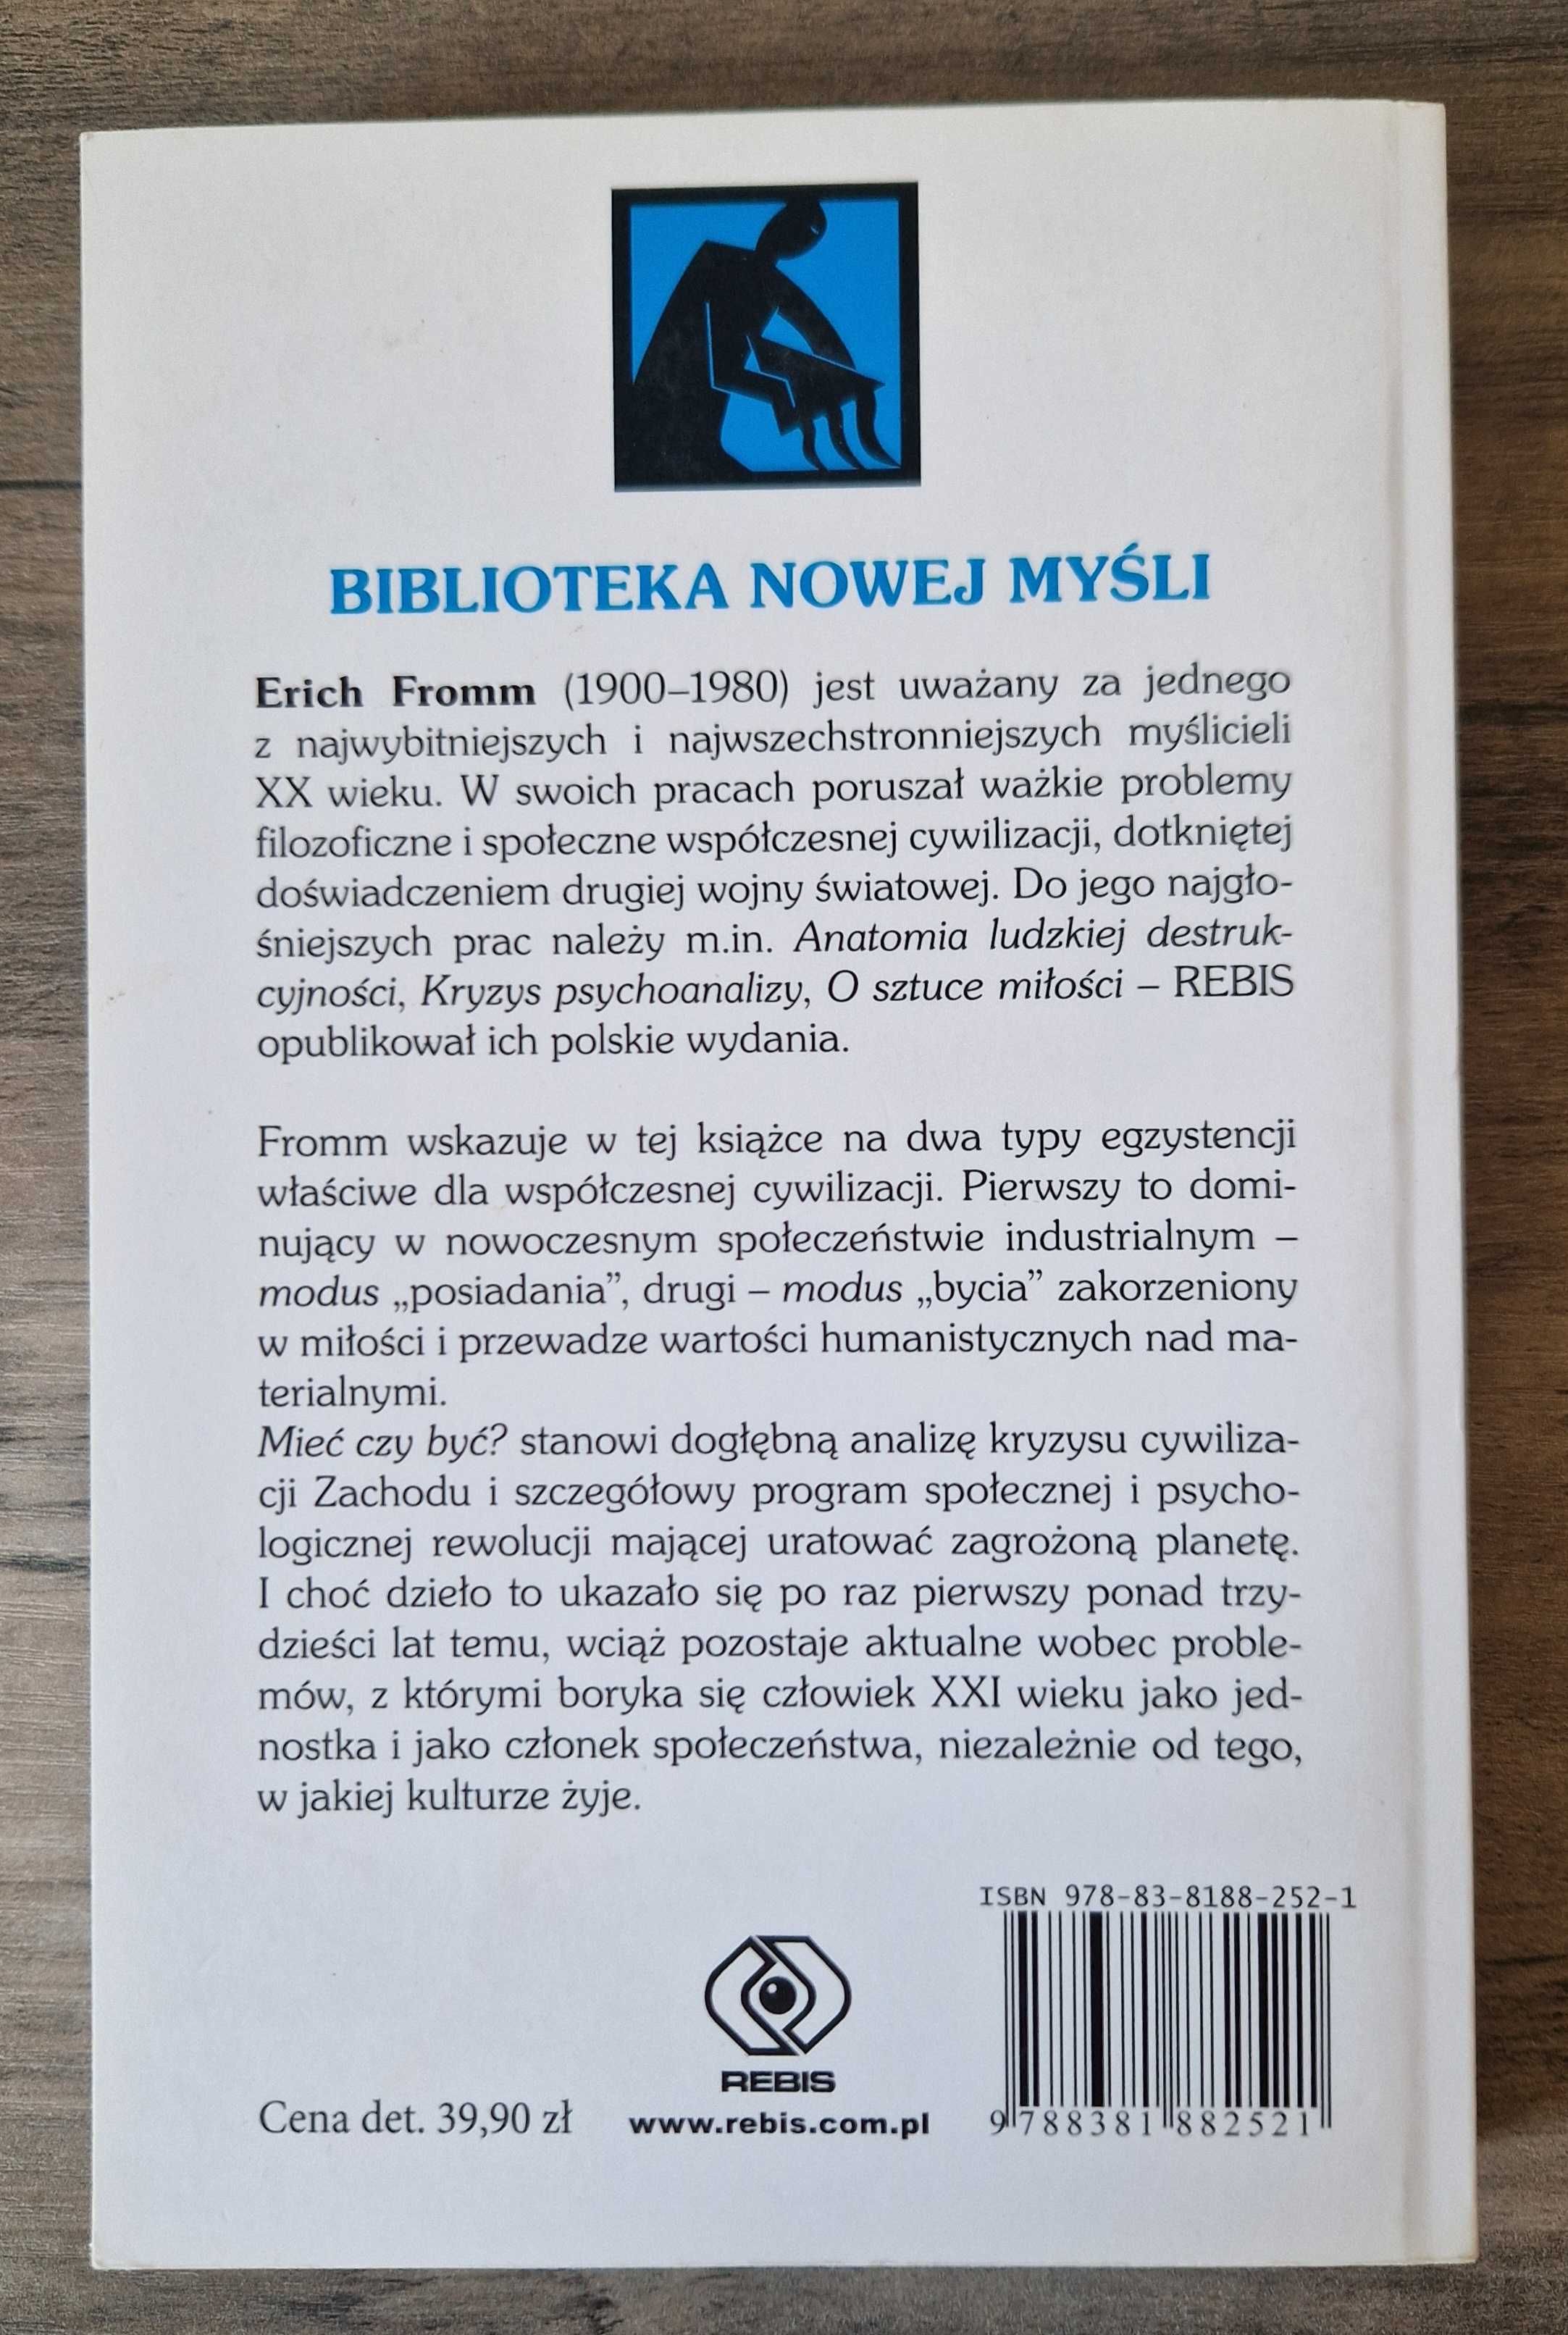 BIBLIOTEKA NOWEJ MYŚLI
Erich Fromm (1900–1980) jest uważany za jednego
z najwybitniejszych i najwszechstronniejszych myślicieli
XX wieku. W swoich pracach poruszał ważkie problemy
filozoficzne i społeczne współczesnej cywilizacji, dotkniętej
doświadczeniem drugiej wojny światowej. Do jego najgło-
śniejszych prac należy m.in. Anatomia ludzkiej destruk-
cyjności, Kryzys psychoanalizy, O sztuce miłości – REBIS
opublikował ich polskie wydania.
Fromm wskazuje w tej książce na dwa typy egzystencji
właściwe dla współczesnej cywilizacji. Pierwszy to domi-
nujący w nowoczesnym społeczeństwie industrialnym –
modus „posiadania”, drugi – modus „bycia” zakorzeniony
w miłości i przewadze wartości humanistycznych nad ma-
terialnymi.
Mieć czy być? stanowi dogłębną analizę kryzysu cywiliza-
cji Zachodu i szczegółowy program społecznej i psycho-
logicznej rewolucji mającej uratować zagrożoną planetę.
I choć dzieło to ukazało się po raz pierwszy ponad trzy-
dzieści lat temu, wciąż pozostaje aktualne wobec proble-
mów, z którymi boryka się człowiek XXI wieku jako jed-
nostka i jako członek społeczeństwa, niezależnie od tego,
w jakiej kulturze żyje.
ISBN 978-83-8188-252-1
REBIS
Cena det. 39,90 zł
www.rebis.com.pl
9 788381 882521